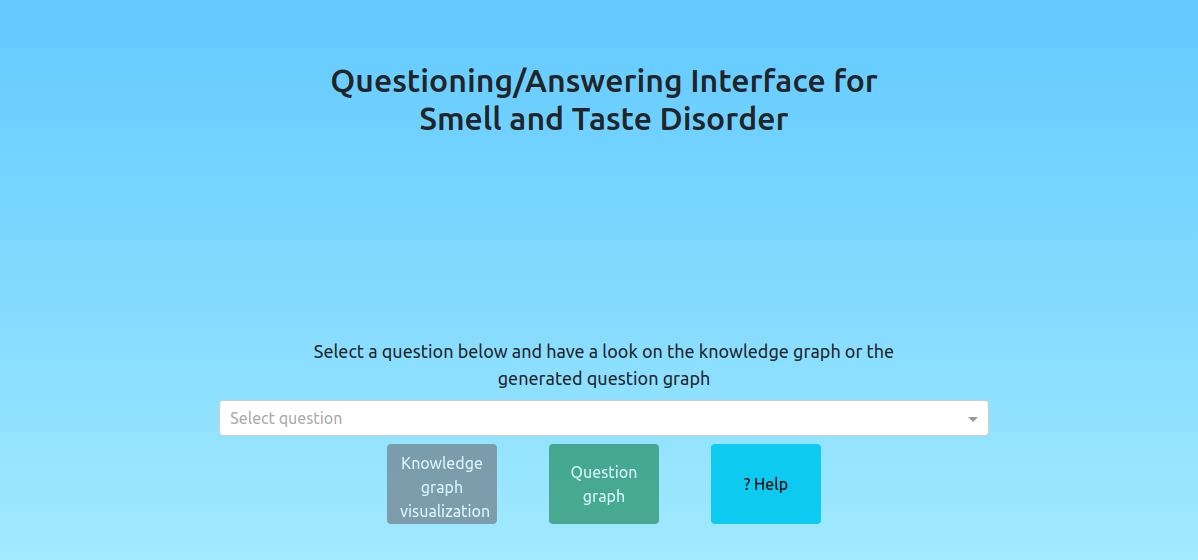 Questioning/Answering Interface for
Smell and Taste Disorder
Select a question below and have a look on the knowledge graph or the
generated question graph
Select question
Knowledge
graph
visualization
Question
graph
? Help